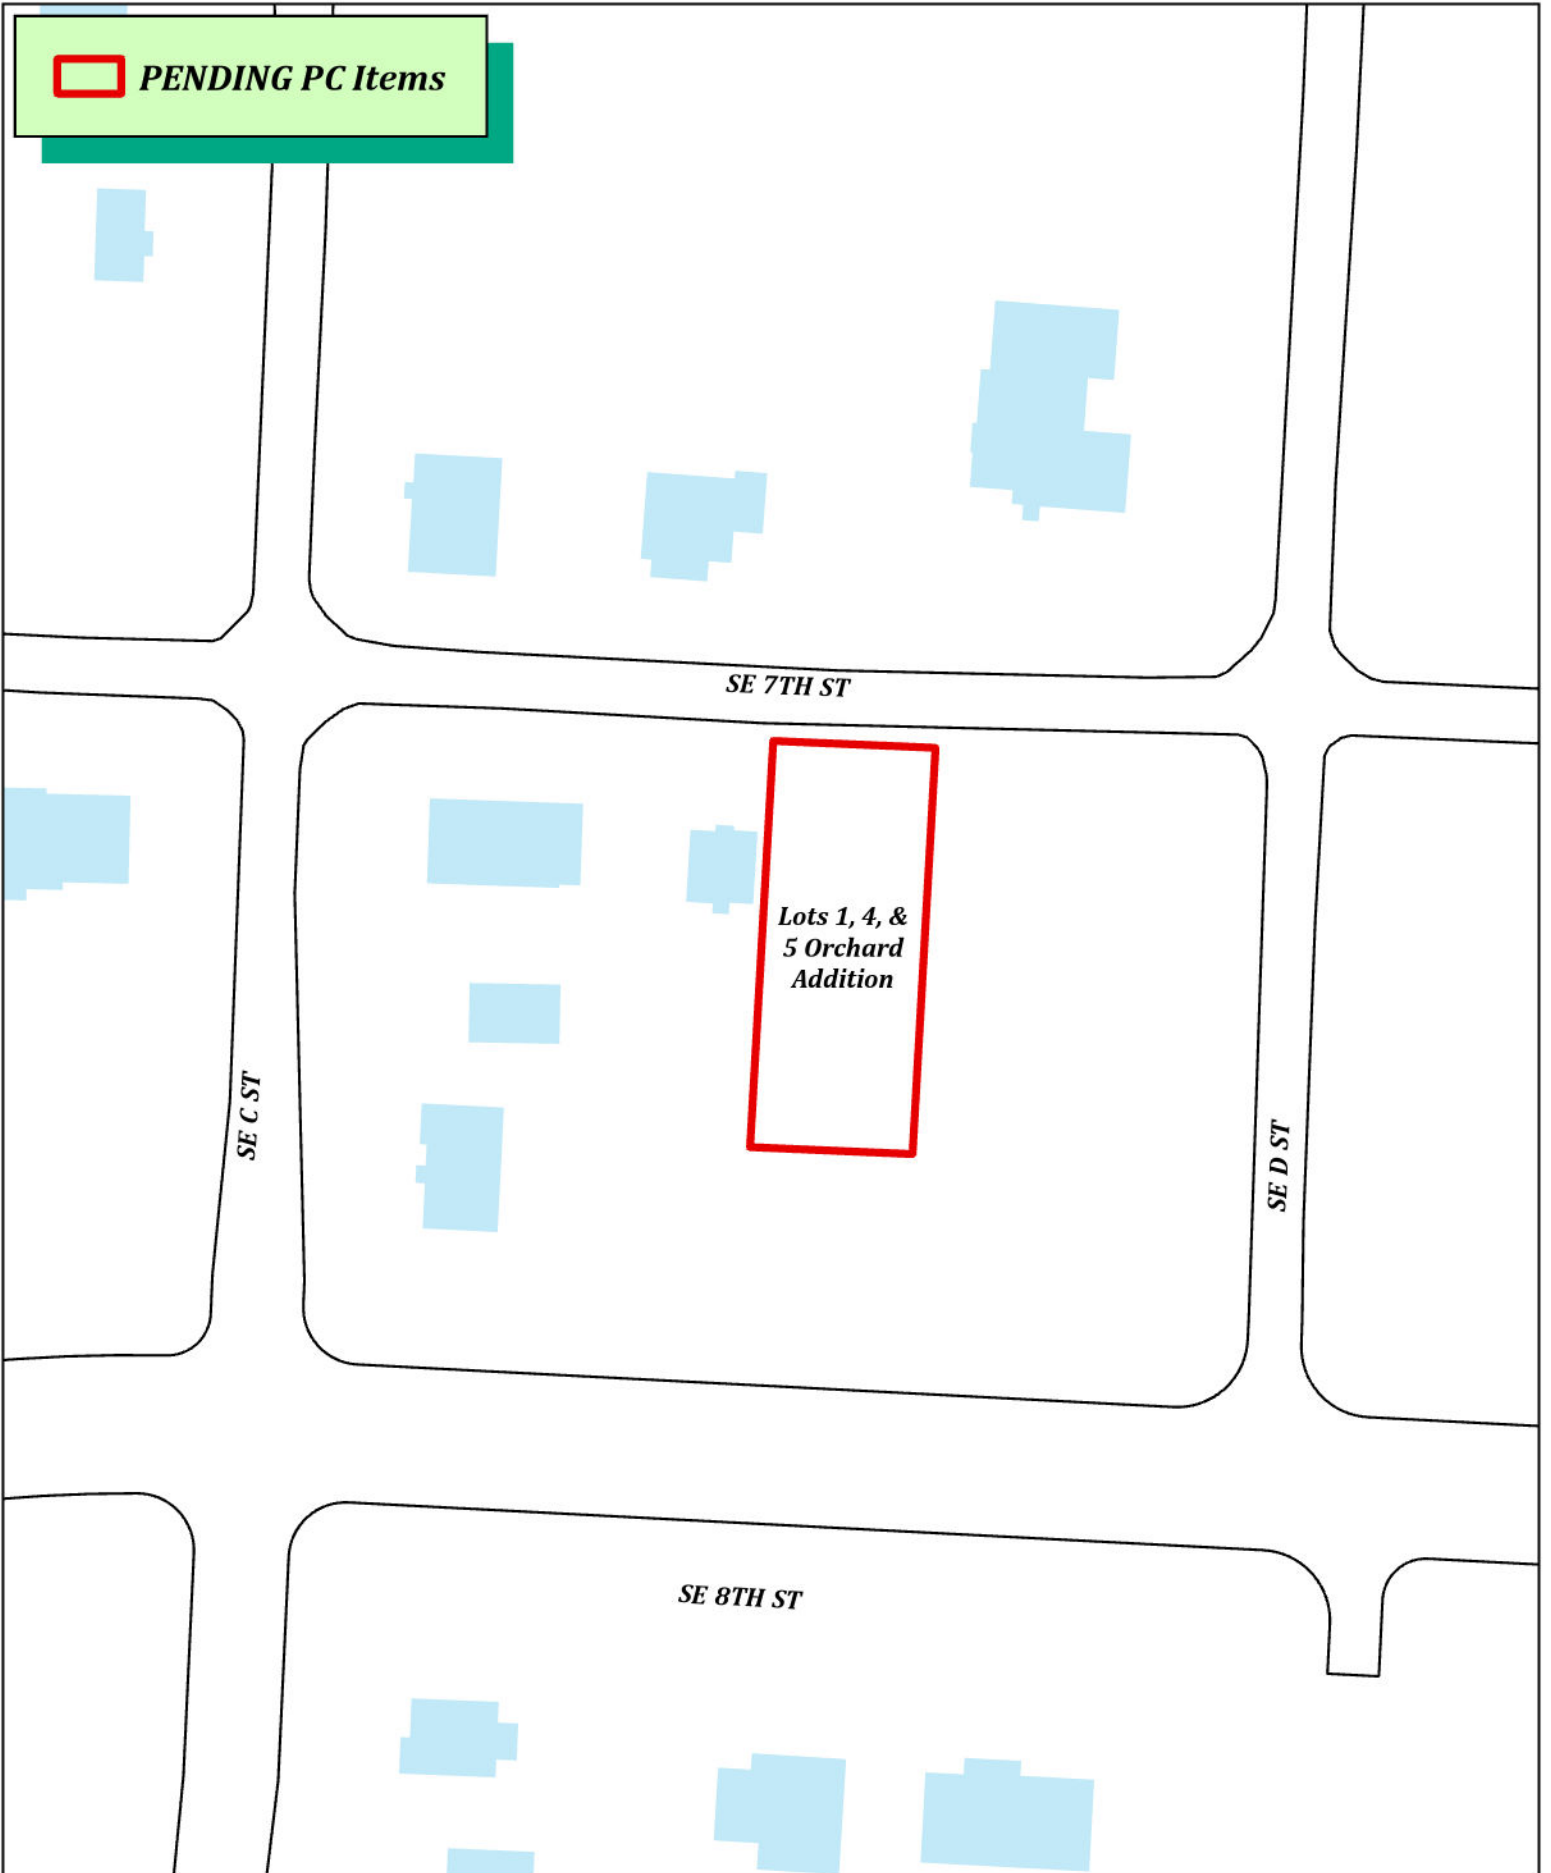 PENDING PC Items
SE 7TH ST
Lots 1, 4, &
5 Orchard
Addition
SE C ST
SE D ST
SE 8TH ST